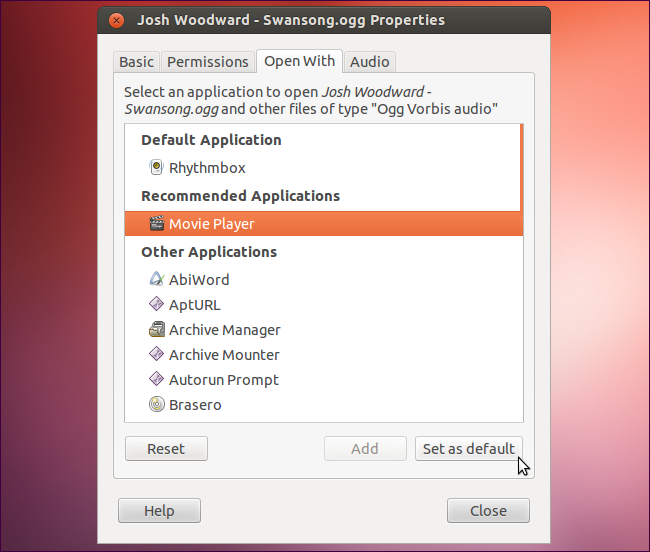 Josh Woodward - Swansong.ogg Properties
Basic Permissions Open With Audio
Select an application to open Josh Woodward -
Swansong.ogg and other files of type "Ogg Vorbis audio"
Default Application
Rhythmbox
Recommended Applications
Movie Player
Other Applications
AbiWord
AptURL
Archive Manager
Archive Mounter
Autorun Prompt
Brasero
Reset Add Set as default
Help Close